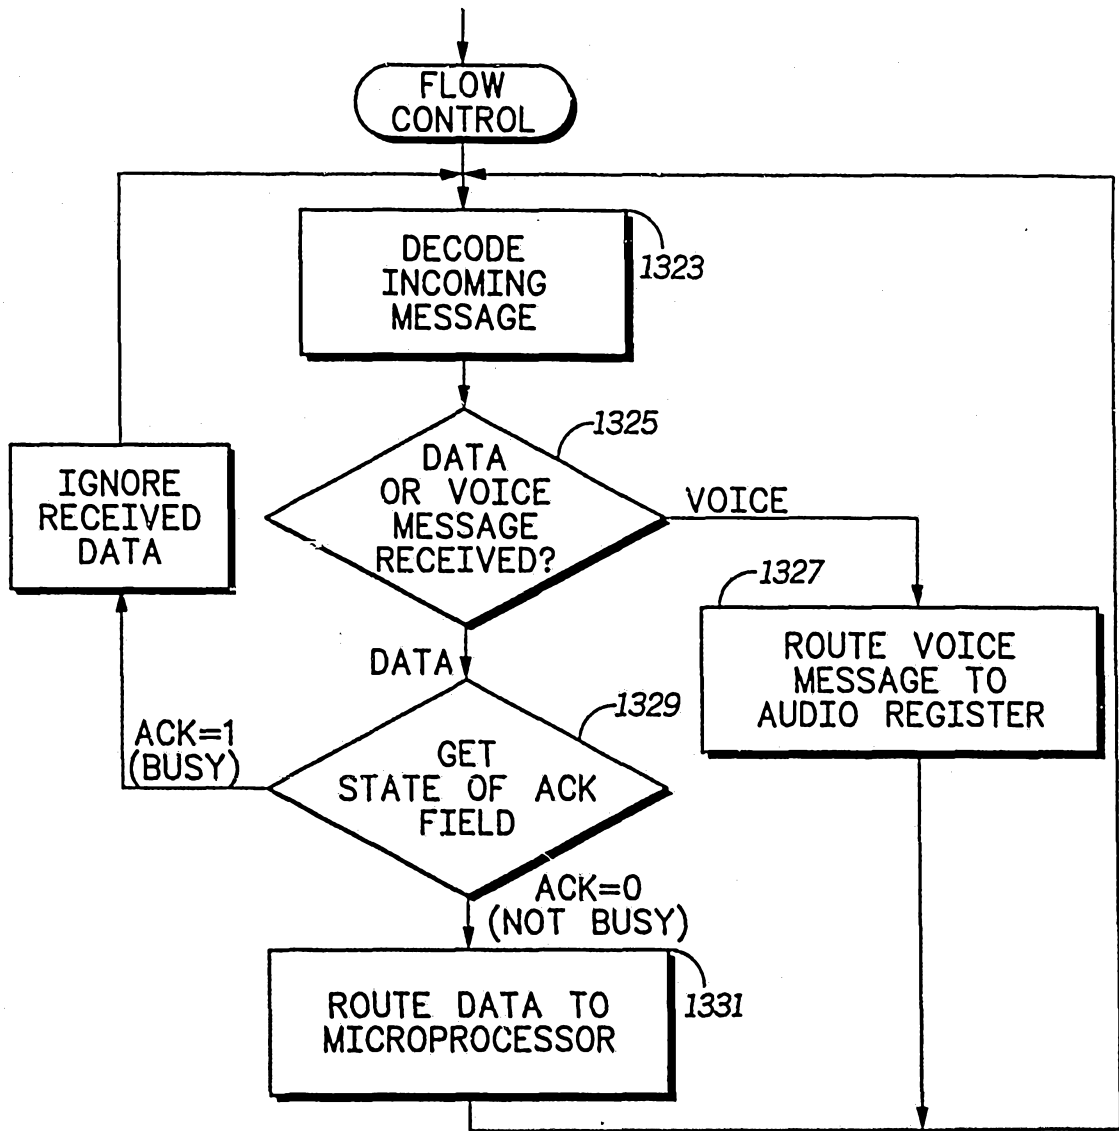 FLOW
CONTROL
DECODE
INCOMING
MESSAGE
1323
1325
DATA
OR VOICE
MESSAGE
RECEIVED?
VOICE
IGNORE
RECEIVED
DATA
1327
ROUTE VOICE
MESSAGE TO
AUDIO REGISTER
DATA
1329
GET
STATE OF ACK
FIELD
ACK=1
(BUSY)
ACK=0
(NOT BUSY)
ROUTE DATA TO
MICROPROCESSOR
1331